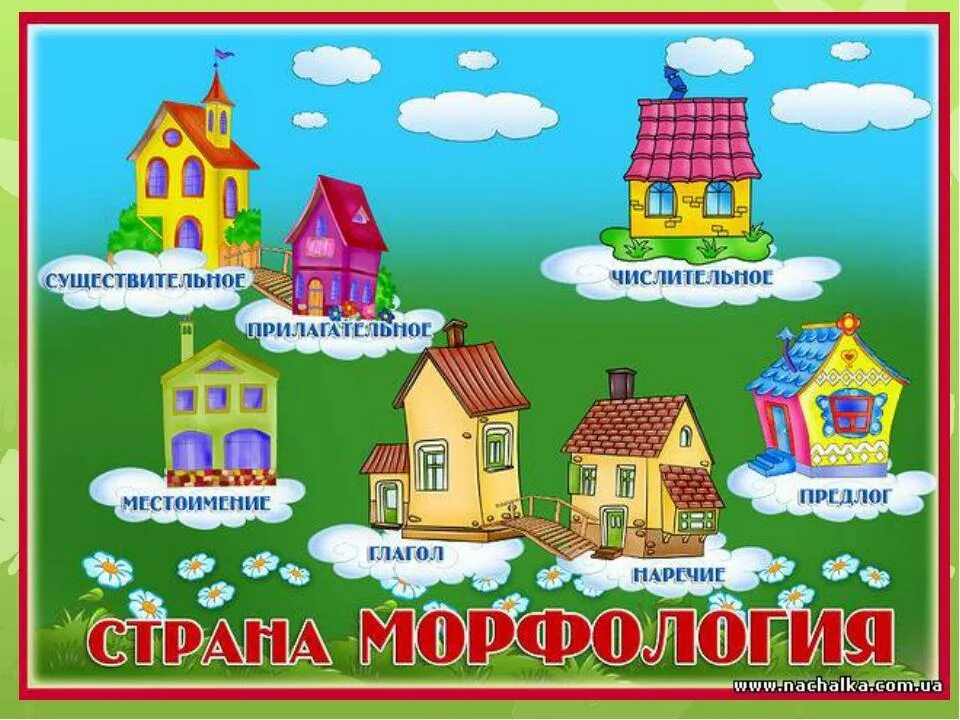 СУЩЕСТВИТЕЛЬНОЕ
ЧИСЛИТЕЛЬНОЕ
ПРИЛАГАТЕЛЬНОЕ
МЕСТОИМЕНИЕ
ПРЕДЛОГ
ГЛАГОЛ
НАРЕЧИЕ
СТРАНА МОРФОЛОГИЯ
www.nachalka.com.ua